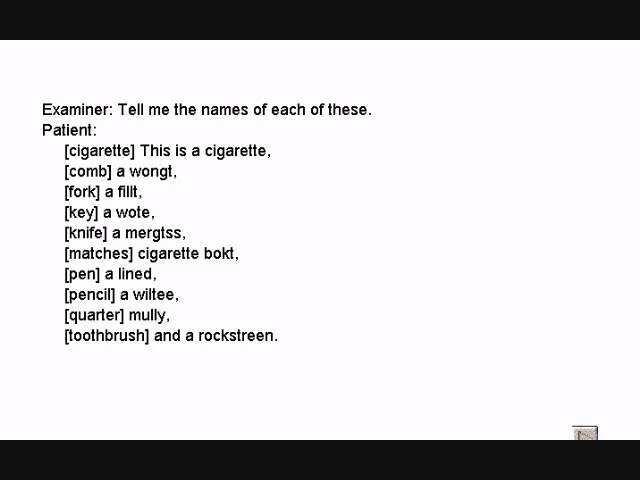 Examiner: Tell me the names of each of these.
Patient:
[cigarette] This is a cigarette,
[comb] a wongt,
[fork] a fillt,
[key] a wote,
[knife] a mergtss,
[matches] cigarette bokt,
[pen] a lined,
[pencil] a wiltee,
[quarter] mully,
[toothbrush] and a rockstreen.